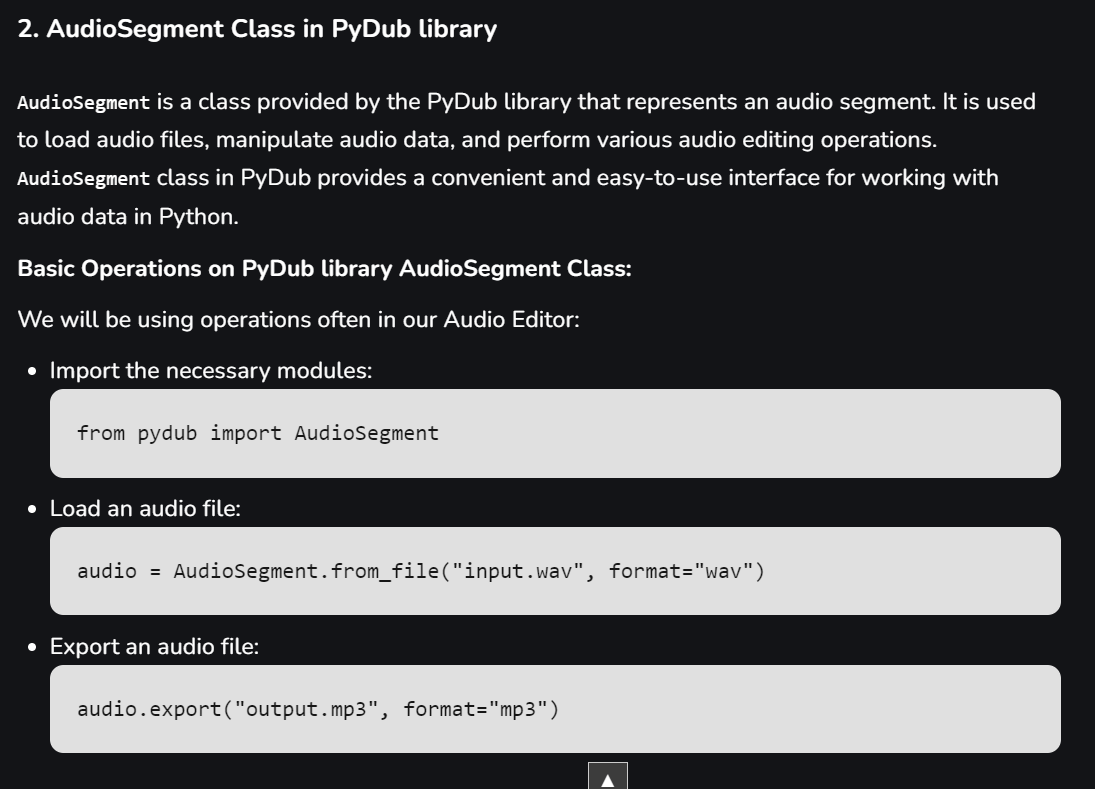 2. AudioSegment Class in PyDub library
AudioSegment is a class provided by the PyDub library that represents an audio segment. It is used
to load audio files, manipulate audio data, and perform various audio editing operations.
AudioSegment class in PyDub provides a convenient and easy-to-use interface for working with
audio data in Python.
Basic Operations on PyDub library AudioSegment Class:
We will be using operations often in our Audio Editor:
• Import the necessary modules:
from pydub import AudioSegment
• Load an audio file:
audio = AudioSegment.from_file("input.wav", format="wav")
• Export an audio file:
audio.export("output.mp3", format="mp3")